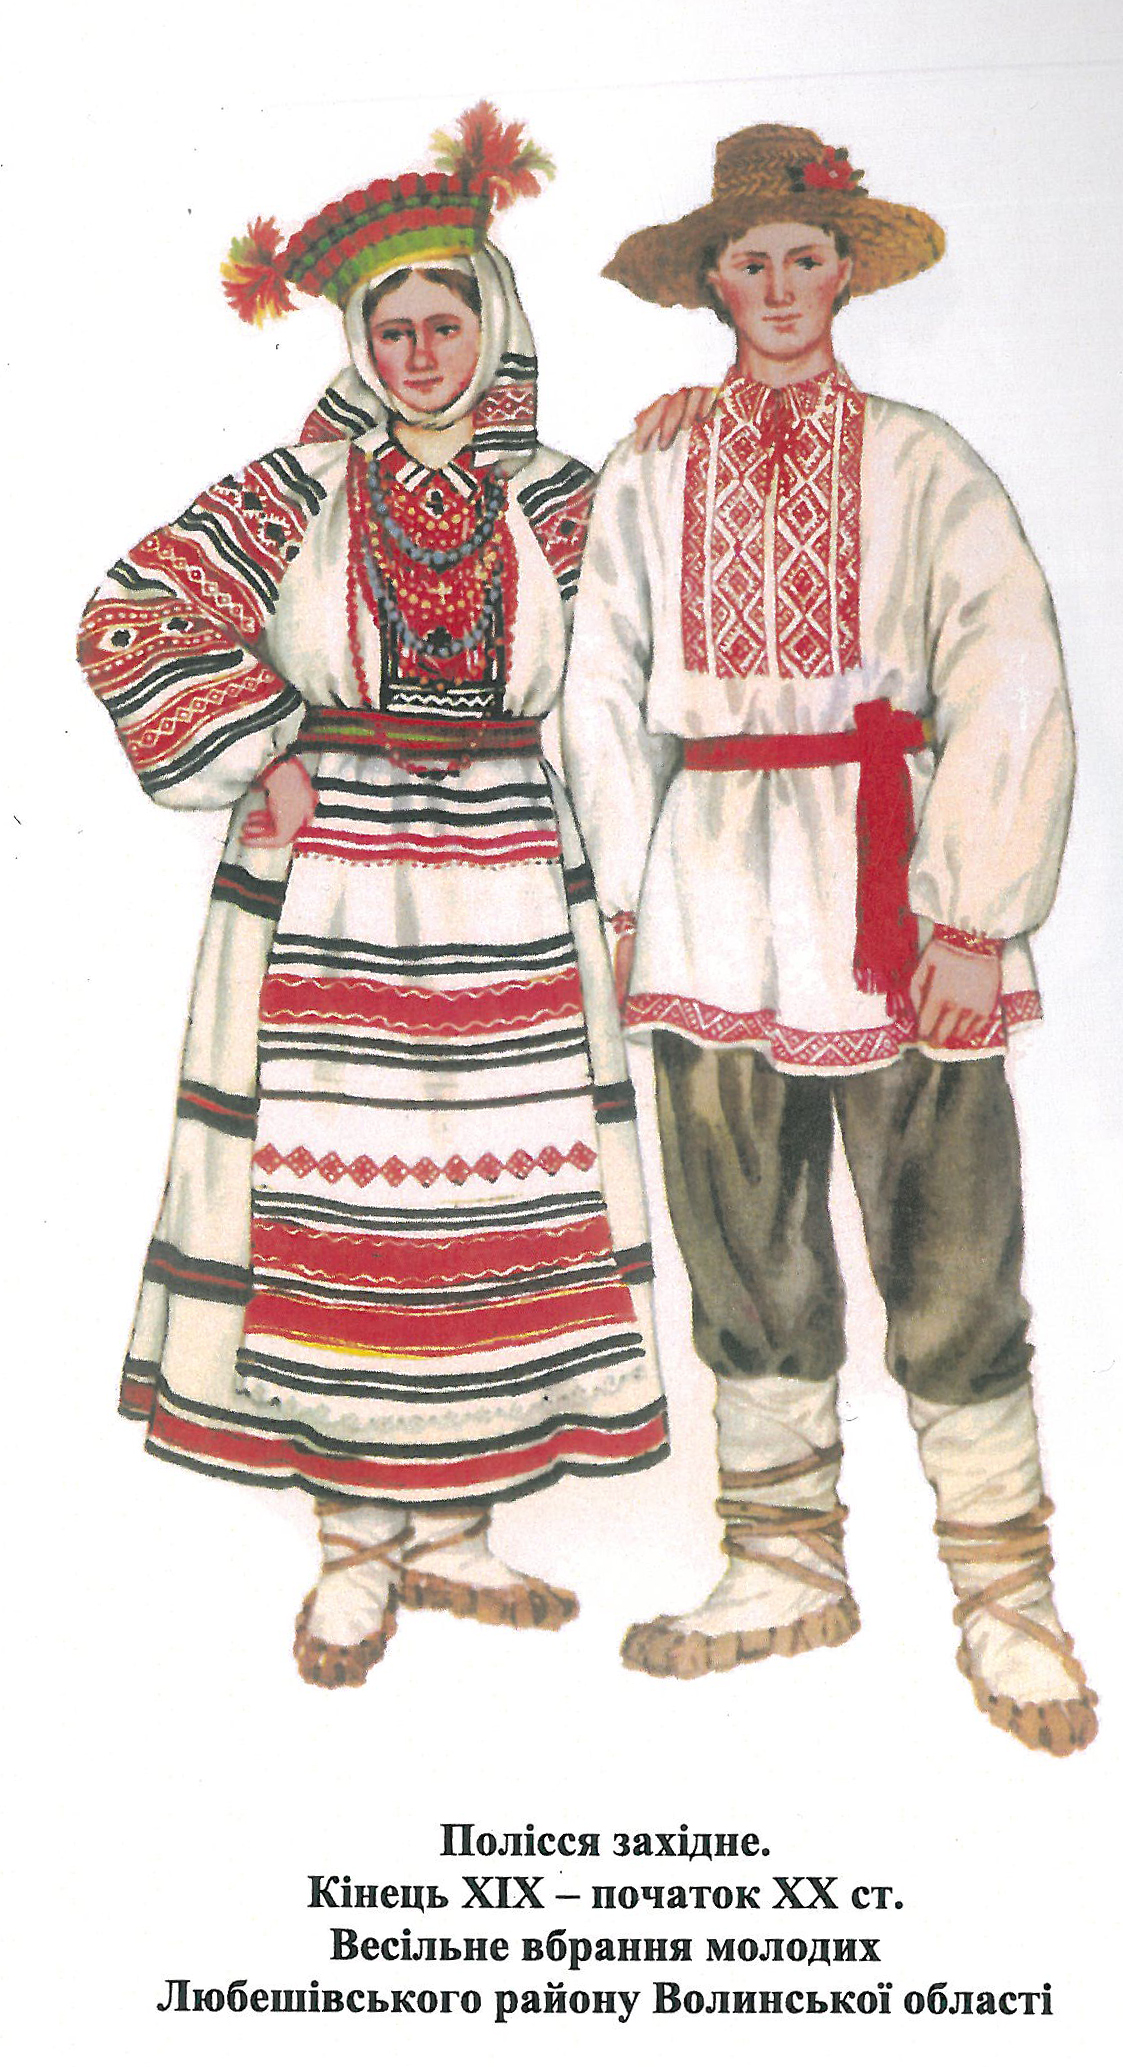 Полісся західне.
Кінець XIX – початок XX ст.
Весільне вбрання молодих
Любешівського району Волинської області